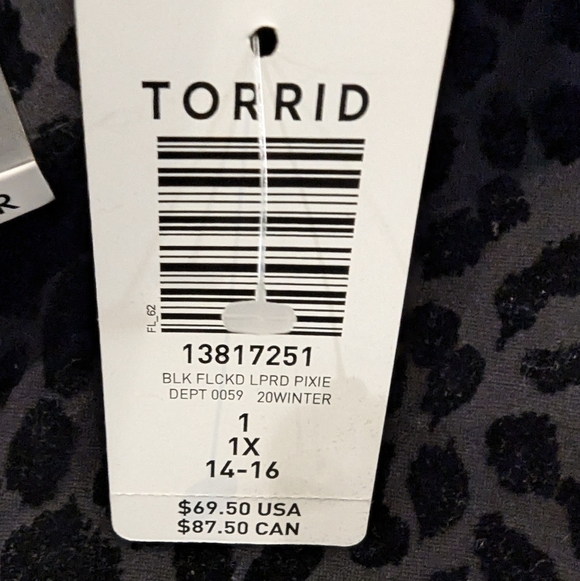 TORRID
FL_62
13817251
BLK FLCKD LPRD PIXIE
DEPT 0059 20WINTER
1
1X
14-16
$69.50 USA
$87.50 CAN
R